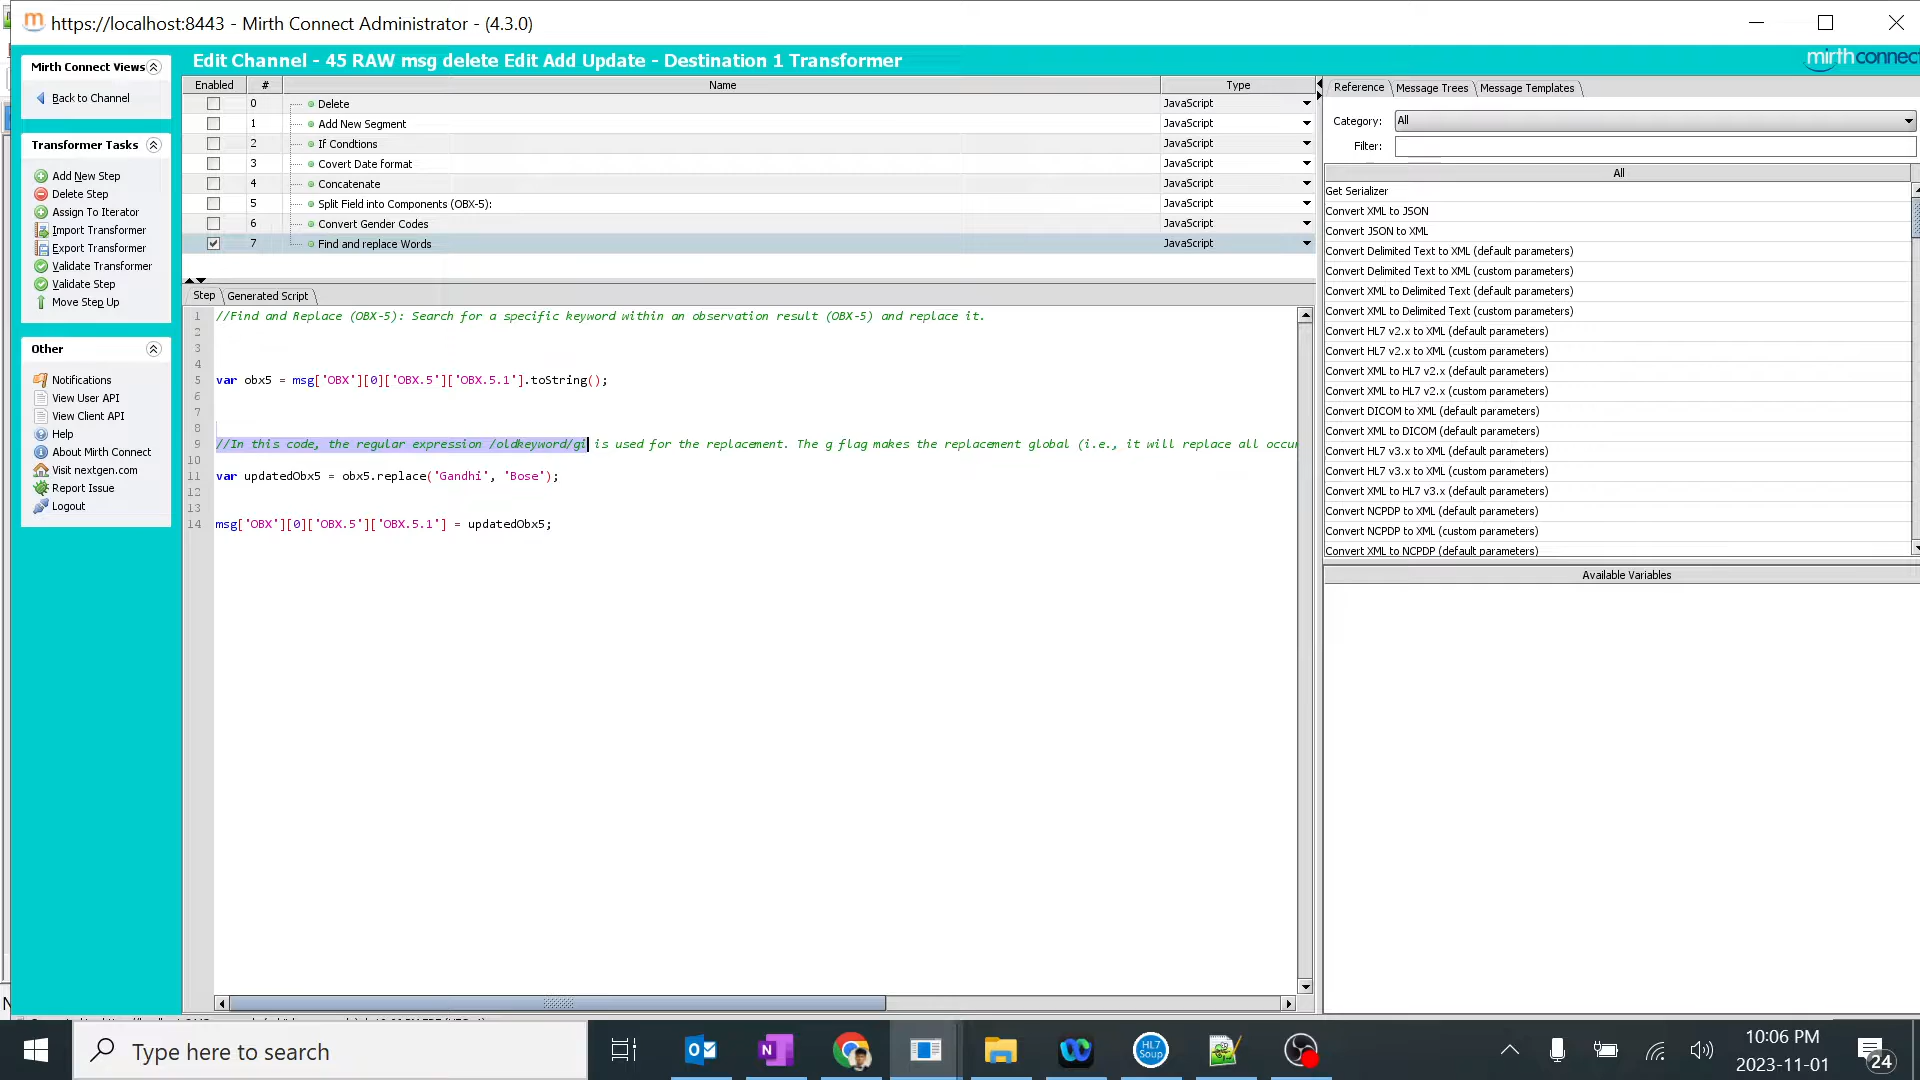 https://localhost:8443 - Mirth Connect Administrator - (4.3.0)
Mirth Connect Views
Back to Channel
Transformer Tasks
Add New Step
Delete Step
Assign To Iterator
Import Transformer
Export Transformer
Validate Transformer
Validate Step
Move Step Up
Other
Notifications
View User API
View Client API
Help
About Mirth Connect
Visit nextgen.com
Report Issue
Logout
Edit Channel - 45 RAW msg delete Edit Add Update - Destination 1 Transformer
mirth connect
Enabled # Name Type
0 Delete JavaScript
1 Add New Segment JavaScript
2 If Condtions JavaScript
3 Covert Date format JavaScript
4 Concatenate JavaScript
5 Split Field into Components (OBX-5): JavaScript
6 Convert Gender Codes JavaScript
7 Find and replace Words JavaScript
Step Generated Script
1 //Find and Replace (OBX-5): Search for a specific keyword within an observation result (OBX-5) and replace it.
2
3
4
5 var obx5 = msg['OBX'][0]['OBX.5']['OBX.5.1'].toString();
6
7
8
9 //In this code, the regular expression /oldkeyword/gi is used for the replacement. The g flag makes the replacement global (i.e., it will replace all occur
10
11 var updatedObx5 = obx5.replace('Gandhi', 'Bose');
12
13
14 msg['OBX'][0]['OBX.5']['OBX.5.1'] = updatedObx5;
Reference Message Trees Message Templates
Category: All
Filter:
All
Get Serializer
Convert XML to JSON
Convert JSON to XML
Convert Delimited Text to XML (default parameters)
Convert Delimited Text to XML (custom parameters)
Convert XML to Delimited Text (default parameters)
Convert XML to Delimited Text (custom parameters)
Convert HL7 v2.x to XML (default parameters)
Convert HL7 v2.x to XML (custom parameters)
Convert XML to HL7 v2.x (default parameters)
Convert XML to HL7 v2.x (custom parameters)
Convert DICOM to XML (default parameters)
Convert XML to DICOM (default parameters)
Convert HL7 v3.x to XML (default parameters)
Convert HL7 v3.x to XML (custom parameters)
Convert XML to HL7 v3.x (default parameters)
Convert NCPDP to XML (default parameters)
Convert NCPDP to XML (custom parameters)
Convert XML to NCPDP (default parameters)
Available Variables
Type here to search
HL7 Soup
10:06 PM
2023-11-01
24